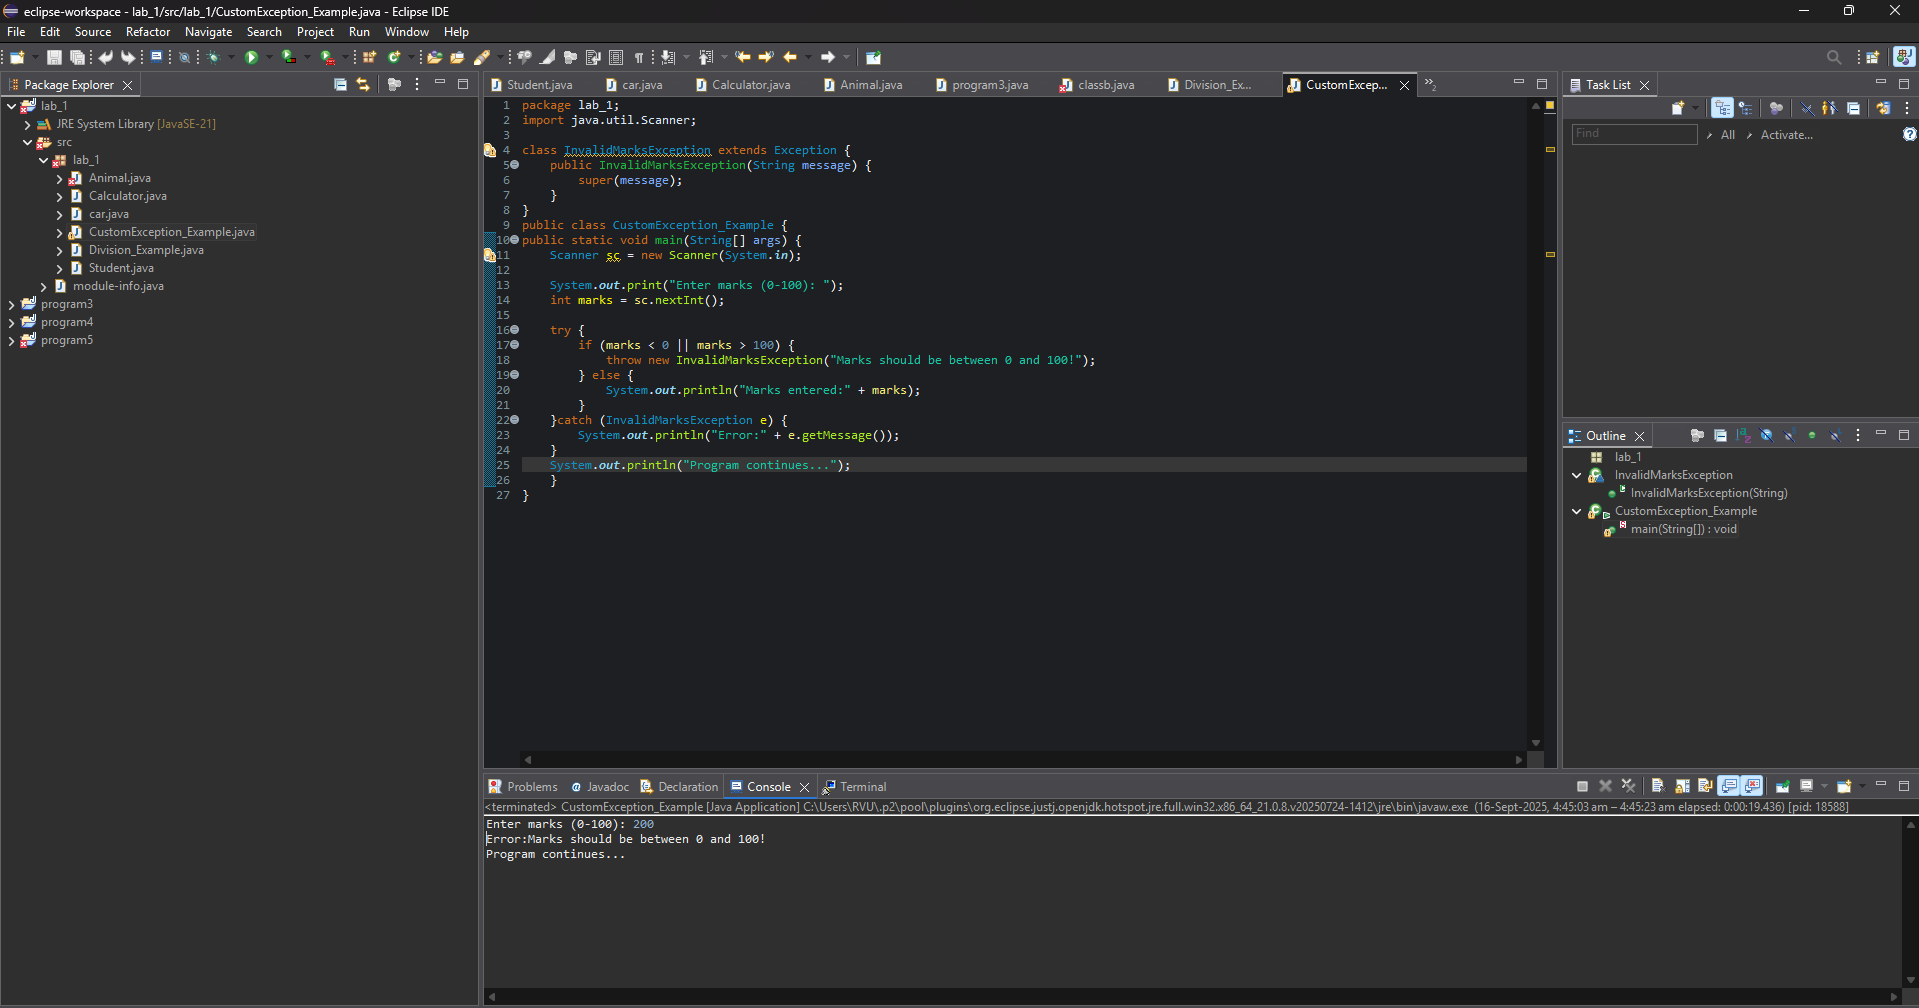 eclipse-workspace - lab_1/src/lab_1/CustomException_Example.java - Eclipse IDE
File Edit Source Refactor Navigate Search Project Run Window Help
Package Explorer
lab_1
JRE System Library [JavaSE-21]
src
lab_1
Animal.java
Calculator.java
car.java
CustomException_Example.java
Division_Example.java
Student.java
module-info.java
program3
program4
program5
Student.java car.java Calculator.java Animal.java program3.java classb.java Division_Ex... CustomExcep... »2
1 package lab_1;
2 import java.util.Scanner;
3
4 class InvalidMarksException extends Exception {
5 public InvalidMarksException(String message) {
6 super(message);
7 }
8 }
9 public class CustomException_Example {
10 public static void main(String[] args) {
11 Scanner sc = new Scanner(System.in);
12
13 System.out.print("Enter marks (0-100): ");
14 int marks = sc.nextInt();
15
16 try {
17 if (marks < 0 || marks > 100) {
18 throw new InvalidMarksException("Marks should be between 0 and 100!");
19 } else {
20 System.out.println("Marks entered:" + marks);
21 }
22 }catch (InvalidMarksException e) {
23 System.out.println("Error:" + e.getMessage());
24 }
25 System.out.println("Program continues...");
26 }
27 }
Task List
Find All Activate...
Outline
lab_1
InvalidMarksException
InvalidMarksException(String)
CustomException_Example
main(String[]) : void
Problems Javadoc Declaration Console Terminal
<terminated> CustomException_Example [Java Application] C:\Users\RVU\.p2\pool\plugins\org.eclipse.justj.openjdk.hotspot.jre.full.win32.x86_64_21.0.8.v20250724-1412\jre\bin\javaw.exe (16-Sept-2025, 4:45:03 am – 4:45:23 am elapsed: 0:00:19.436) [pid: 18588]
Enter marks (0-100): 200
Error:Marks should be between 0 and 100!
Program continues...